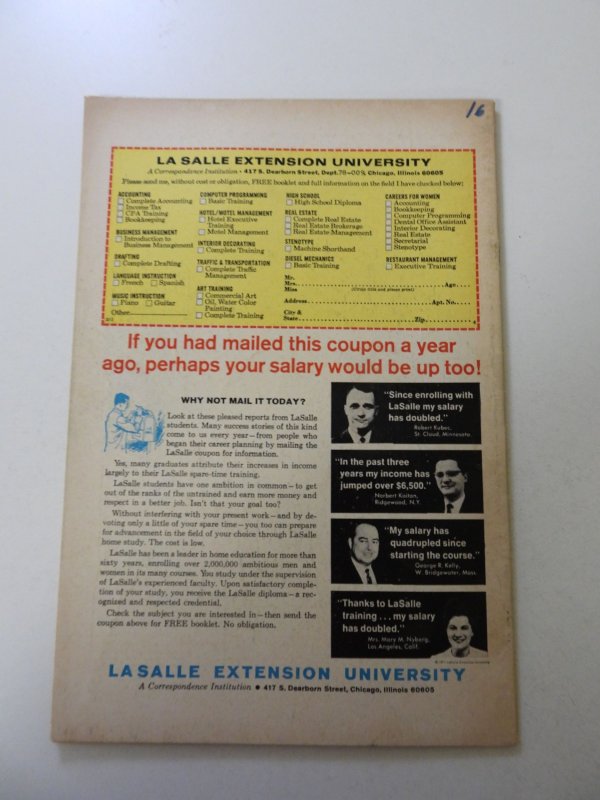 16
LA SALLE EXTENSION UNIVERSITY
A Correspondence Institution • 417 S. Dearborn Street, Dept. 78-009, Chicago, Illinois 60605
Please send me, without cost or obligation, FREE booklet and full information on the field I have checked below:
ACCOUNTING
Complete Accounting
Income Tax
CPA Training
Bookkeeping
BUSINESS MANAGEMENT
Introduction to
Business Management
DRAFTING
Complete Drafting
LANGUAGE INSTRUCTION
French Spanish
MUSIC INSTRUCTION
Piano Guitar
Other
COMPUTER PROGRAMMING
Basic Training
HOTEL/MOTEL MANAGEMENT
Hotel Executive
Training
Motel Management
INTERIOR DECORATING
Complete Training
TRAFFIC & TRANSPORTATION
Complete Traffic
Management
ART TRAINING
Commercial Art
Oil, Water Color
Painting
Complete Training
HIGH SCHOOL
High School Diploma
REAL ESTATE
Complete Real Estate
Real Estate Brokerage
Real Estate Management
STENOTYPE
Machine Shorthand
DIESEL MECHANICS
Basic Training
CAREERS FOR WOMEN
Accounting
Bookkeeping
Computer Programming
Dental Office Assistant
Interior Decorating
Real Estate
Secretarial
Stenotype
RESTAURANT MANAGEMENT
Executive Training
Mr.
Mrs.
Miss Age
Address Apt. No.
City &
State Zip
If you had mailed this coupon a year
ago, perhaps your salary would be up too!
WHY NOT MAIL IT TODAY?
Look at these pleased reports from LaSalle
students. Many success stories of this kind
come to us every year—from people who
began their career planning by mailing the
LaSalle coupon for information.
Yes, many graduates attribute their increases in income
largely to their LaSalle spare-time training.
LaSalle students have one ambition in common—to get
out of the ranks of the untrained and earn more money and
respect in a better job. Isn't that your goal too?
Without interfering with your present work—and by de-
voting only a little of your spare time—you too can prepare
for advancement in the field of your choice through LaSalle
home study. The cost is low.
LaSalle has been a leader in home education for more than
sixty years, enrolling over 2,000,000 ambitious men and
women in its many courses. You study under the supervision
of LaSalle's experienced faculty. Upon satisfactory comple-
tion of your study, you receive the LaSalle diploma—a rec-
ognized and respected credential.
Check the subject you are interested in—then send the
coupon above for FREE booklet. No obligation.
"Since enrolling with
LaSalle my salary
has doubled."
Robert Kubec,
St. Cloud, Minnesota
"In the past three
years my income has
jumped over $6,500."
Norbert Kaiton,
Ridgewood, N.Y.
"My salary has
quadrupled since
starting the course."
George R. Kelly,
W. Bridgewater, Mass.
"Thanks to LaSalle
training . . . my salary
has doubled."
Mrs. Mary M. Nyberg,
Los Angeles, Calif.
LA SALLE EXTENSION UNIVERSITY
A Correspondence Institution • 417 S. Dearborn Street, Chicago, Illinois 60605